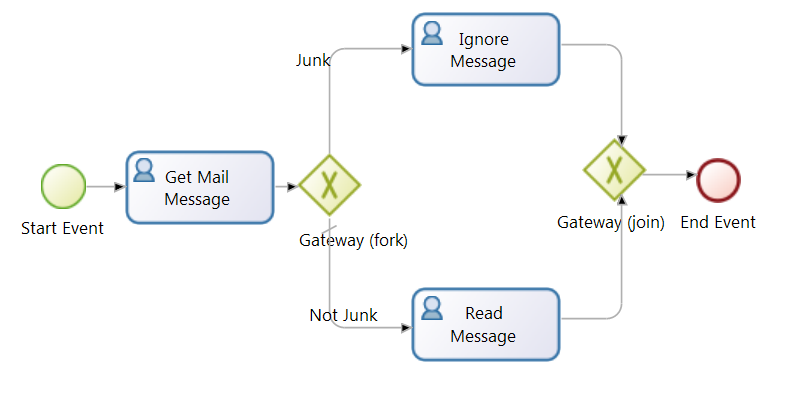 Ignore
Message
Junk
Get Mail
Message
Start Event
Gateway (fork)
Gateway (join)
End Event
Not Junk
Read
Message